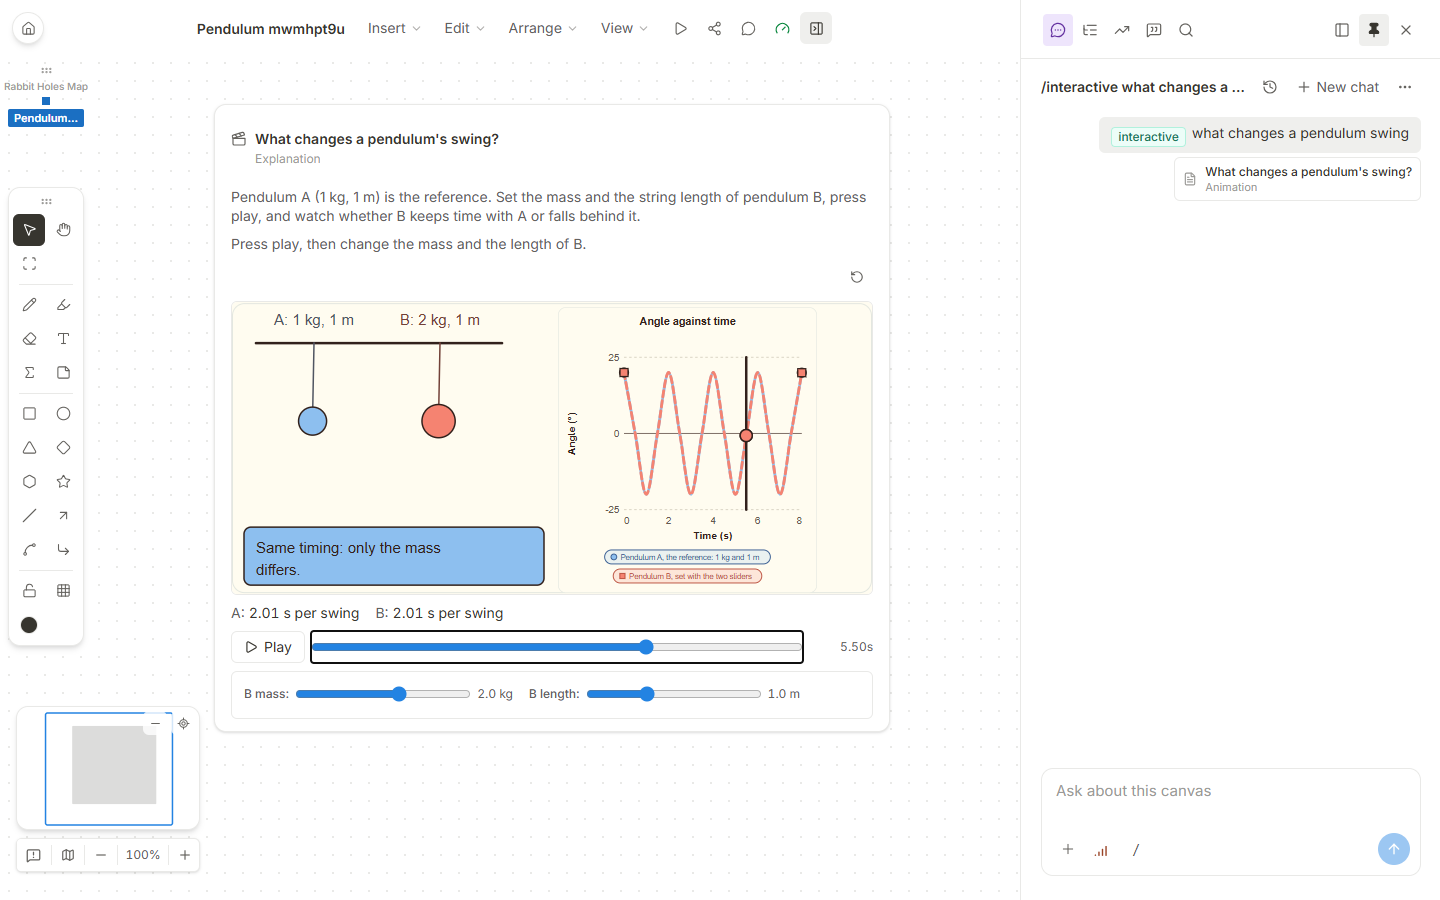 Pendulum mwmhpt9u
Insert
Edit
Arrange
View
Rabbit Holes Map
Pendulum...
What changes a pendulum's swing?
Explanation
Pendulum A (1 kg, 1 m) is the reference. Set the mass and the string length of pendulum B, press
play, and watch whether B keeps time with A or falls behind it.
Press play, then change the mass and the length of B.
A: 1 kg, 1 m
B: 2 kg, 1 m
Same timing: only the mass
differs.
Angle against time
25
0
-25
Angle (°)
0 2 4 6 8
Time (s)
Pendulum A, the reference: 1 kg and 1 m
Pendulum B, set with the two sliders
A: 2.01 s per swing B: 2.01 s per swing
Play
5.50s
B mass: 2.0 kg B length: 1.0 m
100%
/interactive what changes a ...
New chat
interactive what changes a pendulum swing
What changes a pendulum's swing?
Animation
Ask about this canvas
/